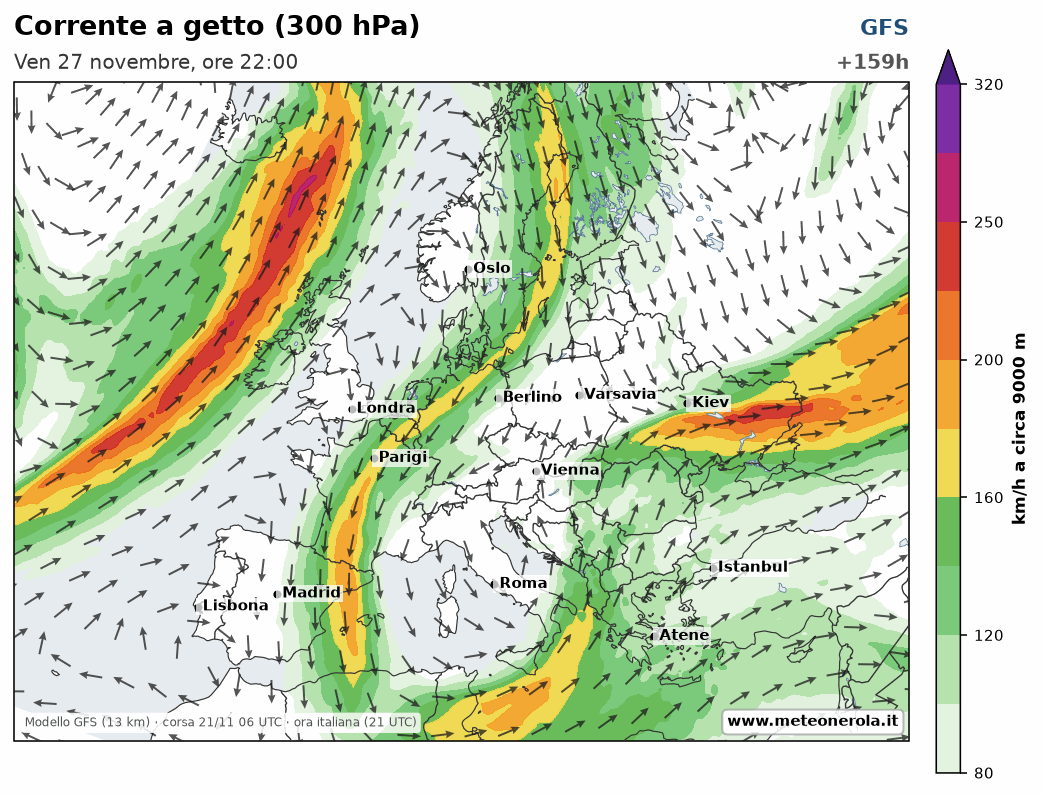 Corrente a getto (300 hPa)
GFS
Ven 27 novembre, ore 22:00
+159h
320
250
200
160
120
80
km/h a circa 9000 m
Oslo
Berlino
Varsavia
Kiev
Londra
Parigi
Vienna
Istanbul
Roma
Madrid
Lisbona
Atene
Modello GFS (13 km) · corsa 21/11 06 UTC · ora italiana (21 UTC)
www.meteonerola.it